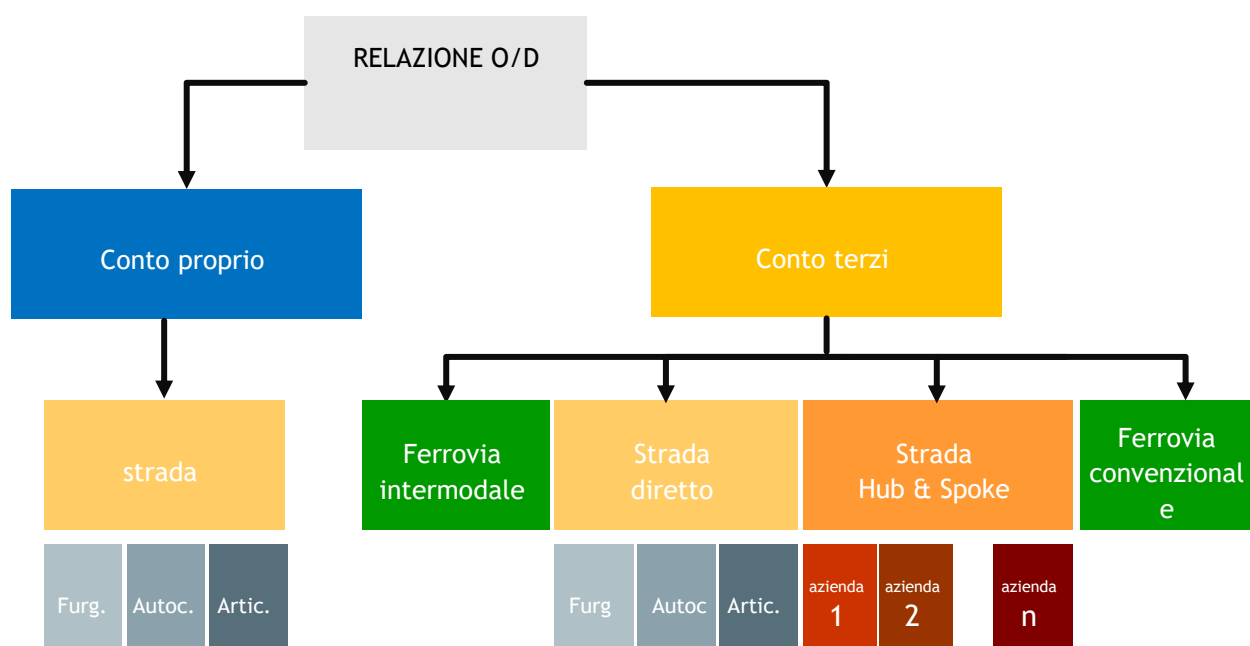 RELAZIONE O/D
Conto proprio
Conto terzi
strada
Ferrovia
intermodale
Strada
diretto
Strada
Hub & Spoke
Ferrovia
convenzional
e
Furg.
Autoc.
Artic.
Furg
Autoc
Artic.
azienda
1
azienda
2
azienda
n